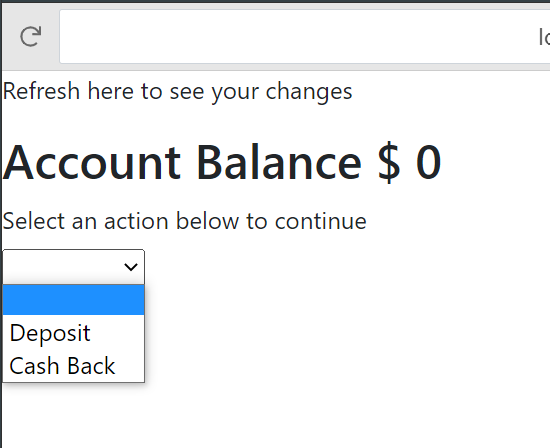 Refresh here to see your changes
Account Balance $ 0
Select an action below to continue
Deposit
Cash Back